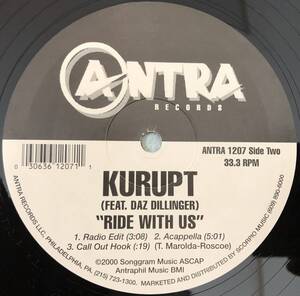 ANTRA
RECORDS
ANTRA 1207 Side Two
33.3 RPM
0 30636 12071 1
KURUPT
(FEAT. DAZ DILLINGER)
"RIDE WITH US"
1. Radio Edit (3:08) 2. Acappella (5:01)
3. Call Out Hook (:19) (T. Marolda-Roscoe)
©2000 Songgram Music ASCAP
Antraphil Music BMI
ANTRA RECORDS LLC, PHILADELPHIA, PA. (215) 723-1300. MARKETED AND DISTRIBUTED BY SCORPIO MUSIC (609) 890-6000